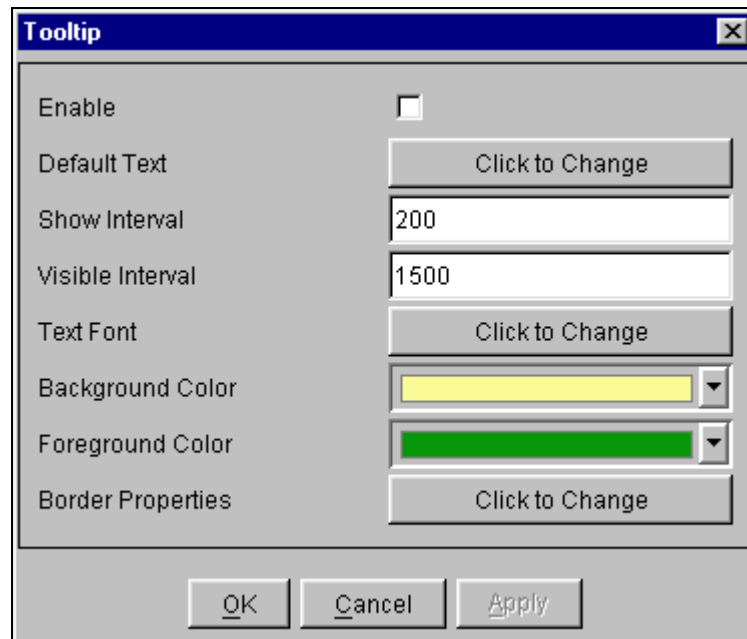 Tooltip
Enable
Default Text Click to Change
Show Interval 200
Visible Interval 1500
Text Font Click to Change
Background Color
Foreground Color
Border Properties Click to Change
OK Cancel Apply